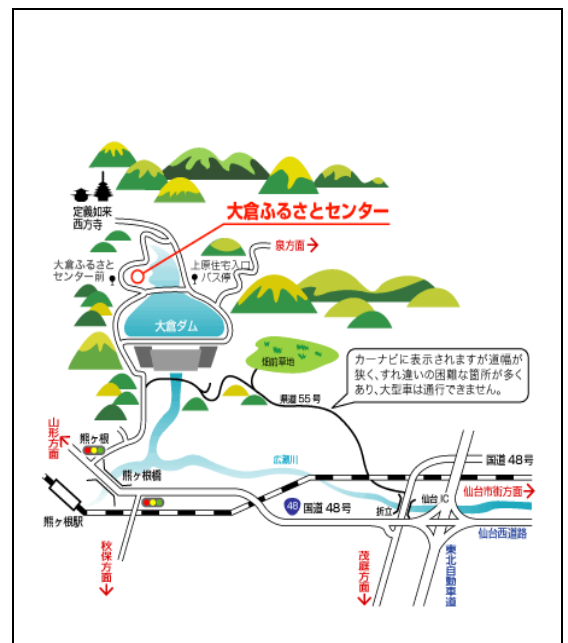 定義如来
西方寺
大倉ふるさとセンター
泉方面
大倉ふるさと
センター前
上原住宅入口
バス停
大倉ダム
畑前草地
カーナビに表示されますが道幅が
狭く、すれ違いの困難な箇所が多く
あり、大型車は通行できません。
県道55号
山形方面
熊ヶ根
広瀬川
国道48号
熊ヶ根橋
仙台市街方面
仙台IC
48 国道48号
折立
熊ヶ根駅
仙台西道路
秋保方面
茂庭方面
東北自動車道